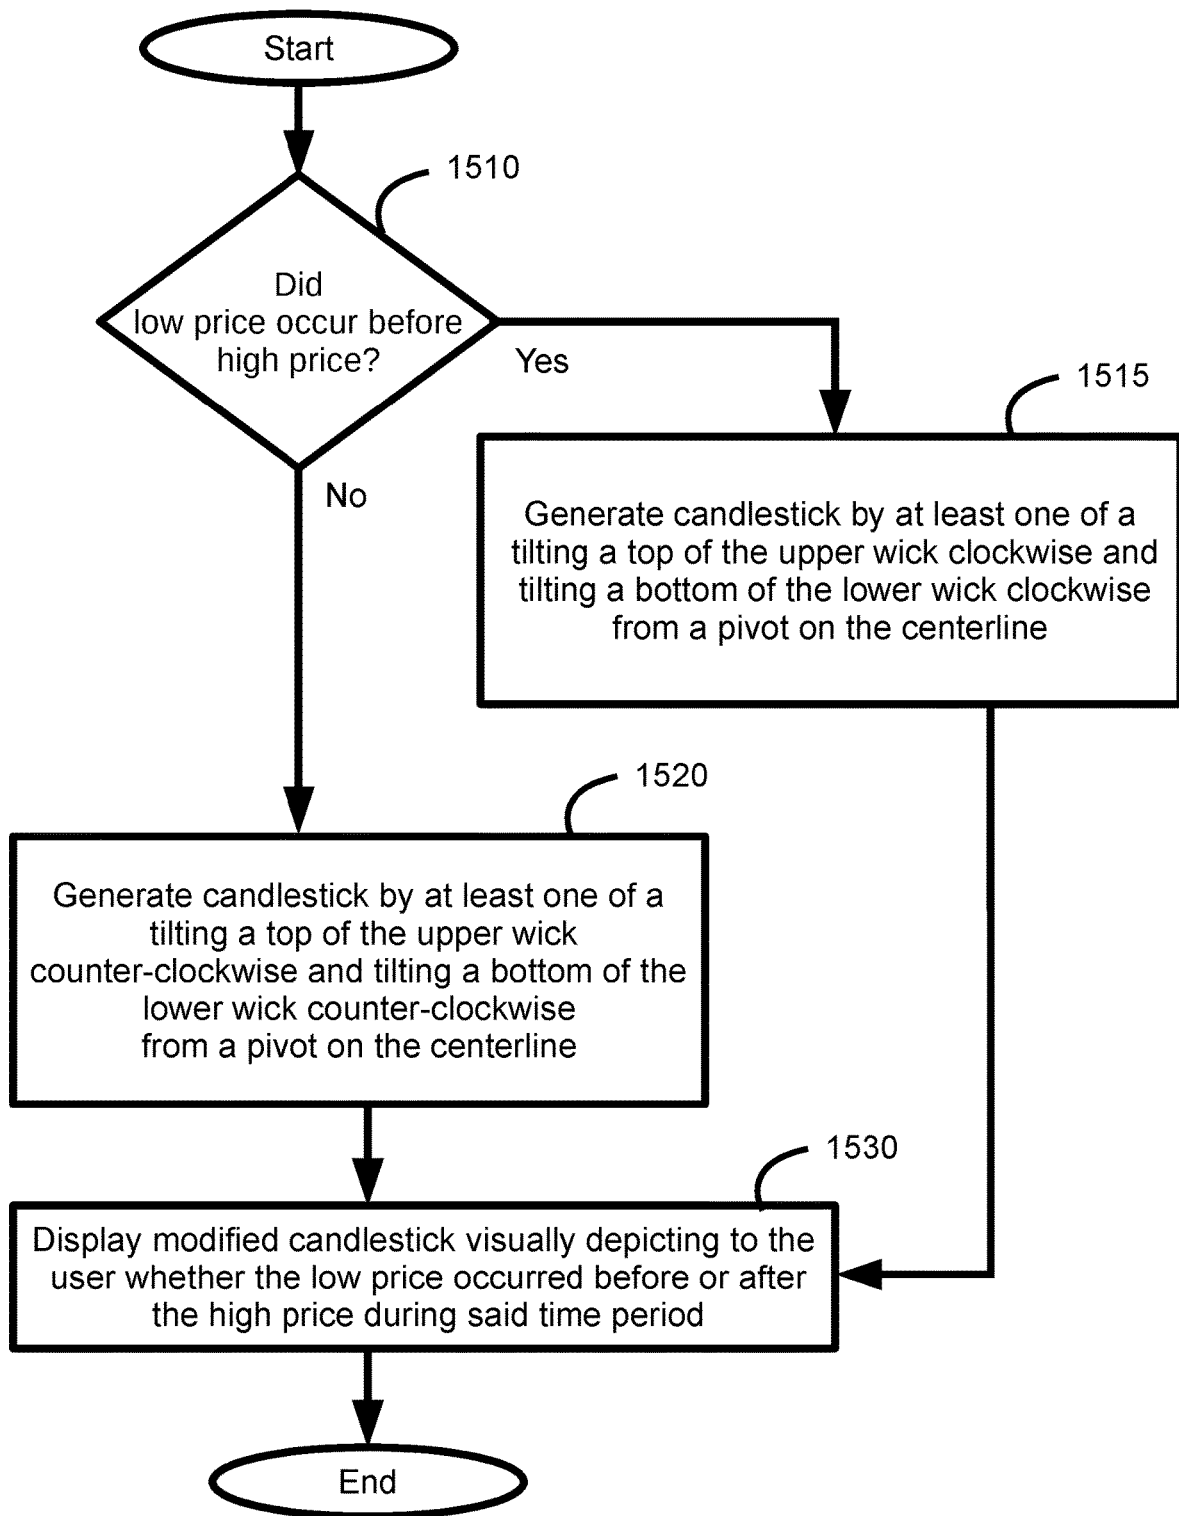 Start
1510
Did
low price occur before
high price?
Yes
No
1515
Generate candlestick by at least one of a
tilting a top of the upper wick clockwise and
tilting a bottom of the lower wick clockwise
from a pivot on the centerline
1520
Generate candlestick by at least one of a
tilting a top of the upper wick
counter-clockwise and tilting a bottom of the
lower wick counter-clockwise
from a pivot on the centerline
1530
Display modified candlestick visually depicting to the
user whether the low price occurred before or after
the high price during said time period
End